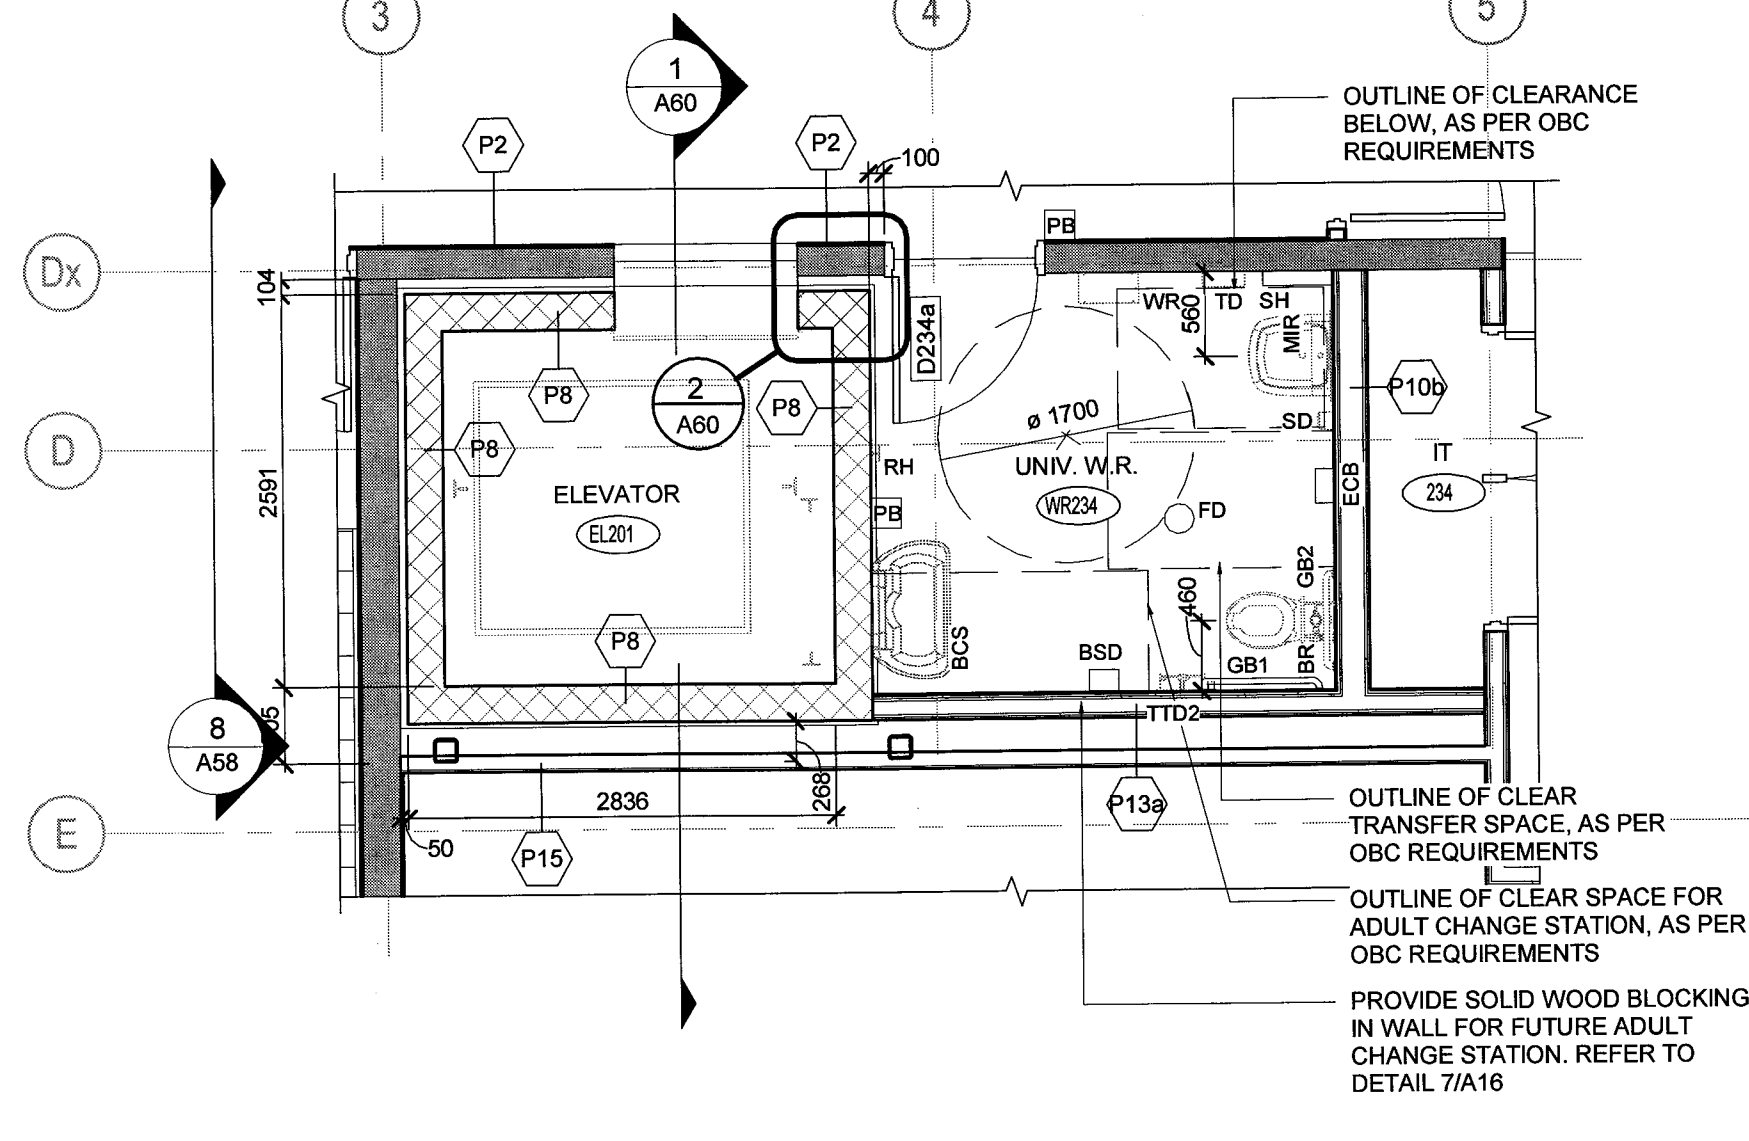 3
4
5
1
A60
OUTLINE OF CLEARANCE
BELOW, AS PER OBC
REQUIREMENTS
P2
P2
100
PB
Dx
104
WR
TD
SH
560
MIR
D234a
2
A60
P8
P8
P10b
ø 1700
SD
D
P8
RH
UNIV. W.R.
IT
2591
ELEVATOR
ECB
234
EL201
PB
WR234
FD
GB2
460
P8
BCS
BSD
GB1
BR
8
A58
TTD2
2836
268
P13a
OUTLINE OF CLEAR
TRANSFER SPACE, AS PER
OBC REQUIREMENTS
E
50
P15
OUTLINE OF CLEAR SPACE FOR
ADULT CHANGE STATION, AS PER
OBC REQUIREMENTS
PROVIDE SOLID WOOD BLOCKING
IN WALL FOR FUTURE ADULT
CHANGE STATION. REFER TO
DETAIL 7/A16